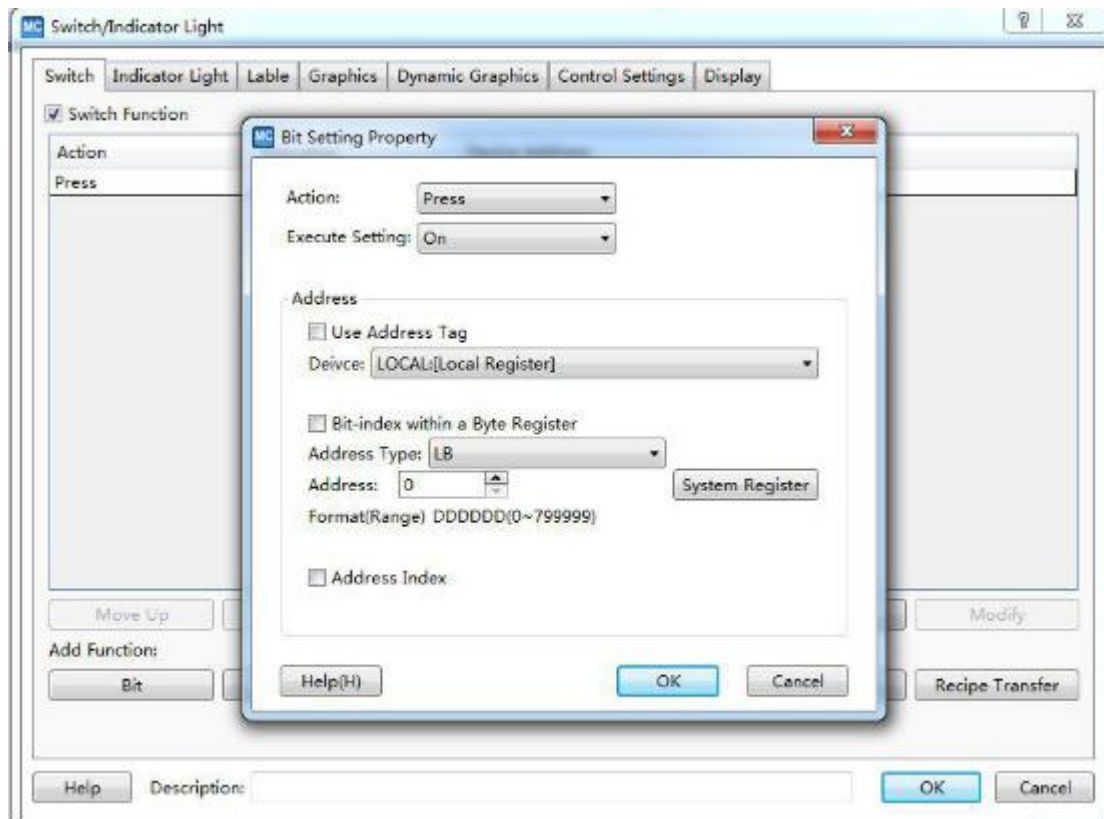 MC Switch/Indicator Light
Switch Indicator Light Lable Graphics Dynamic Graphics Control Settings Display
Switch Function
Action
Press
MC Bit Setting Property
Action: Press
Execute Setting: On
Address
Use Address Tag
Deivce: LOCAL:[Local Register]
Bit-index within a Byte Register
Address Type: LB
Address: 0 System Register
Format(Range) DDDDDD(0~799999)
Address Index
Help(H) OK Cancel
Move Up Modify
Add Function:
Bit Recipe Transfer
Help Description: OK Cancel